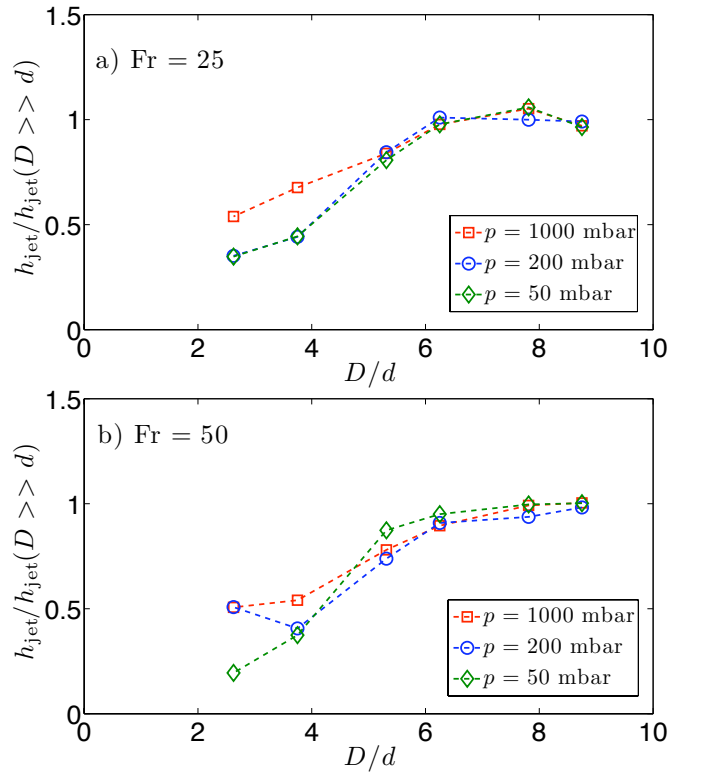 1.5
a) Fr = 25
1
0.5
0
h_jet/h_jet(D >> d)
p = 1000 mbar
p = 200 mbar
p = 50 mbar
0 2 4 6 8 10
D/d
1.5
b) Fr = 50
1
0.5
0
h_jet/h_jet(D >> d)
p = 1000 mbar
p = 200 mbar
p = 50 mbar
0 2 4 6 8 10
D/d